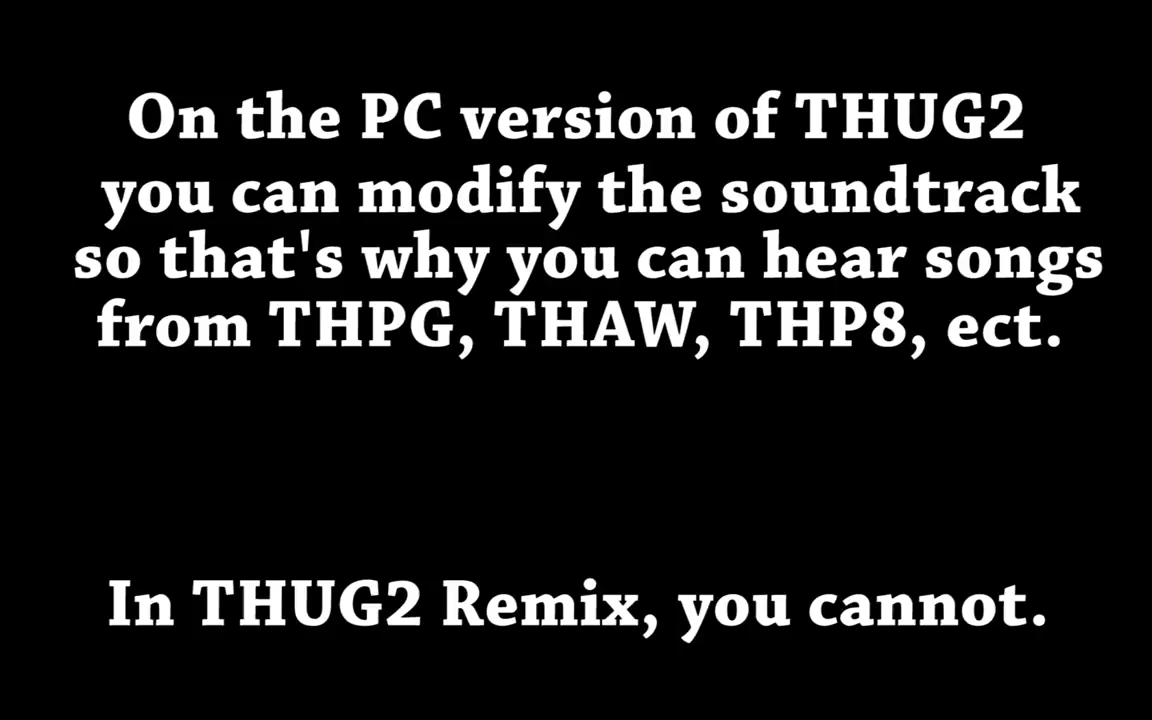 On the PC version of THUG2
you can modify the soundtrack
so that's why you can hear songs
from THPG, THAW, THP8, ect.
In THUG2 Remix, you cannot.